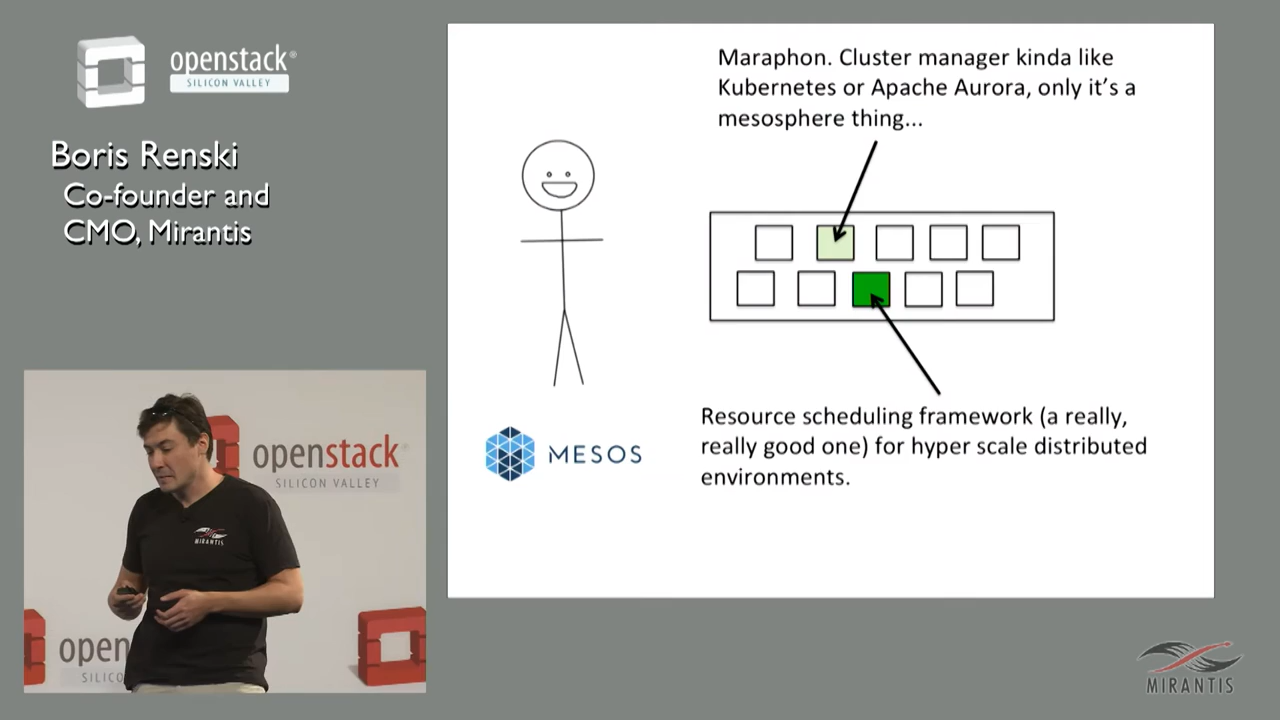 openstack®
SILICON VALLEY
Boris Renski
Co-founder and
CMO, Mirantis
Maraphon. Cluster manager kinda like
Kubernetes or Apache Aurora, only it's a
mesosphere thing...
MESOS
Resource scheduling framework (a really,
really good one) for hyper scale distributed
environments.
openstack®
SILICON VALLEY
MIRANTIS
open
SILICO
MIRANTIS